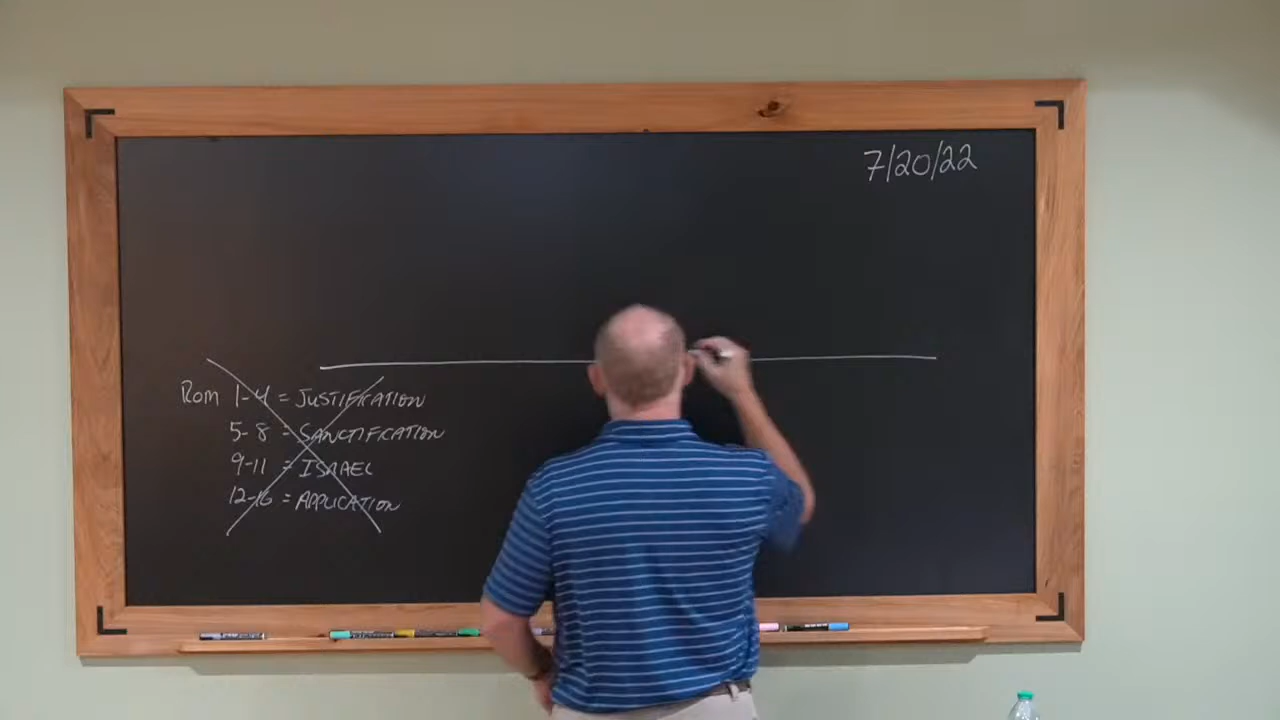 7/20/22
Rom 1-4 = JUSTIFICATION
5-8 = SANCTIFICATION
9-11 = ISRAEL
12-16 = APPLICATION